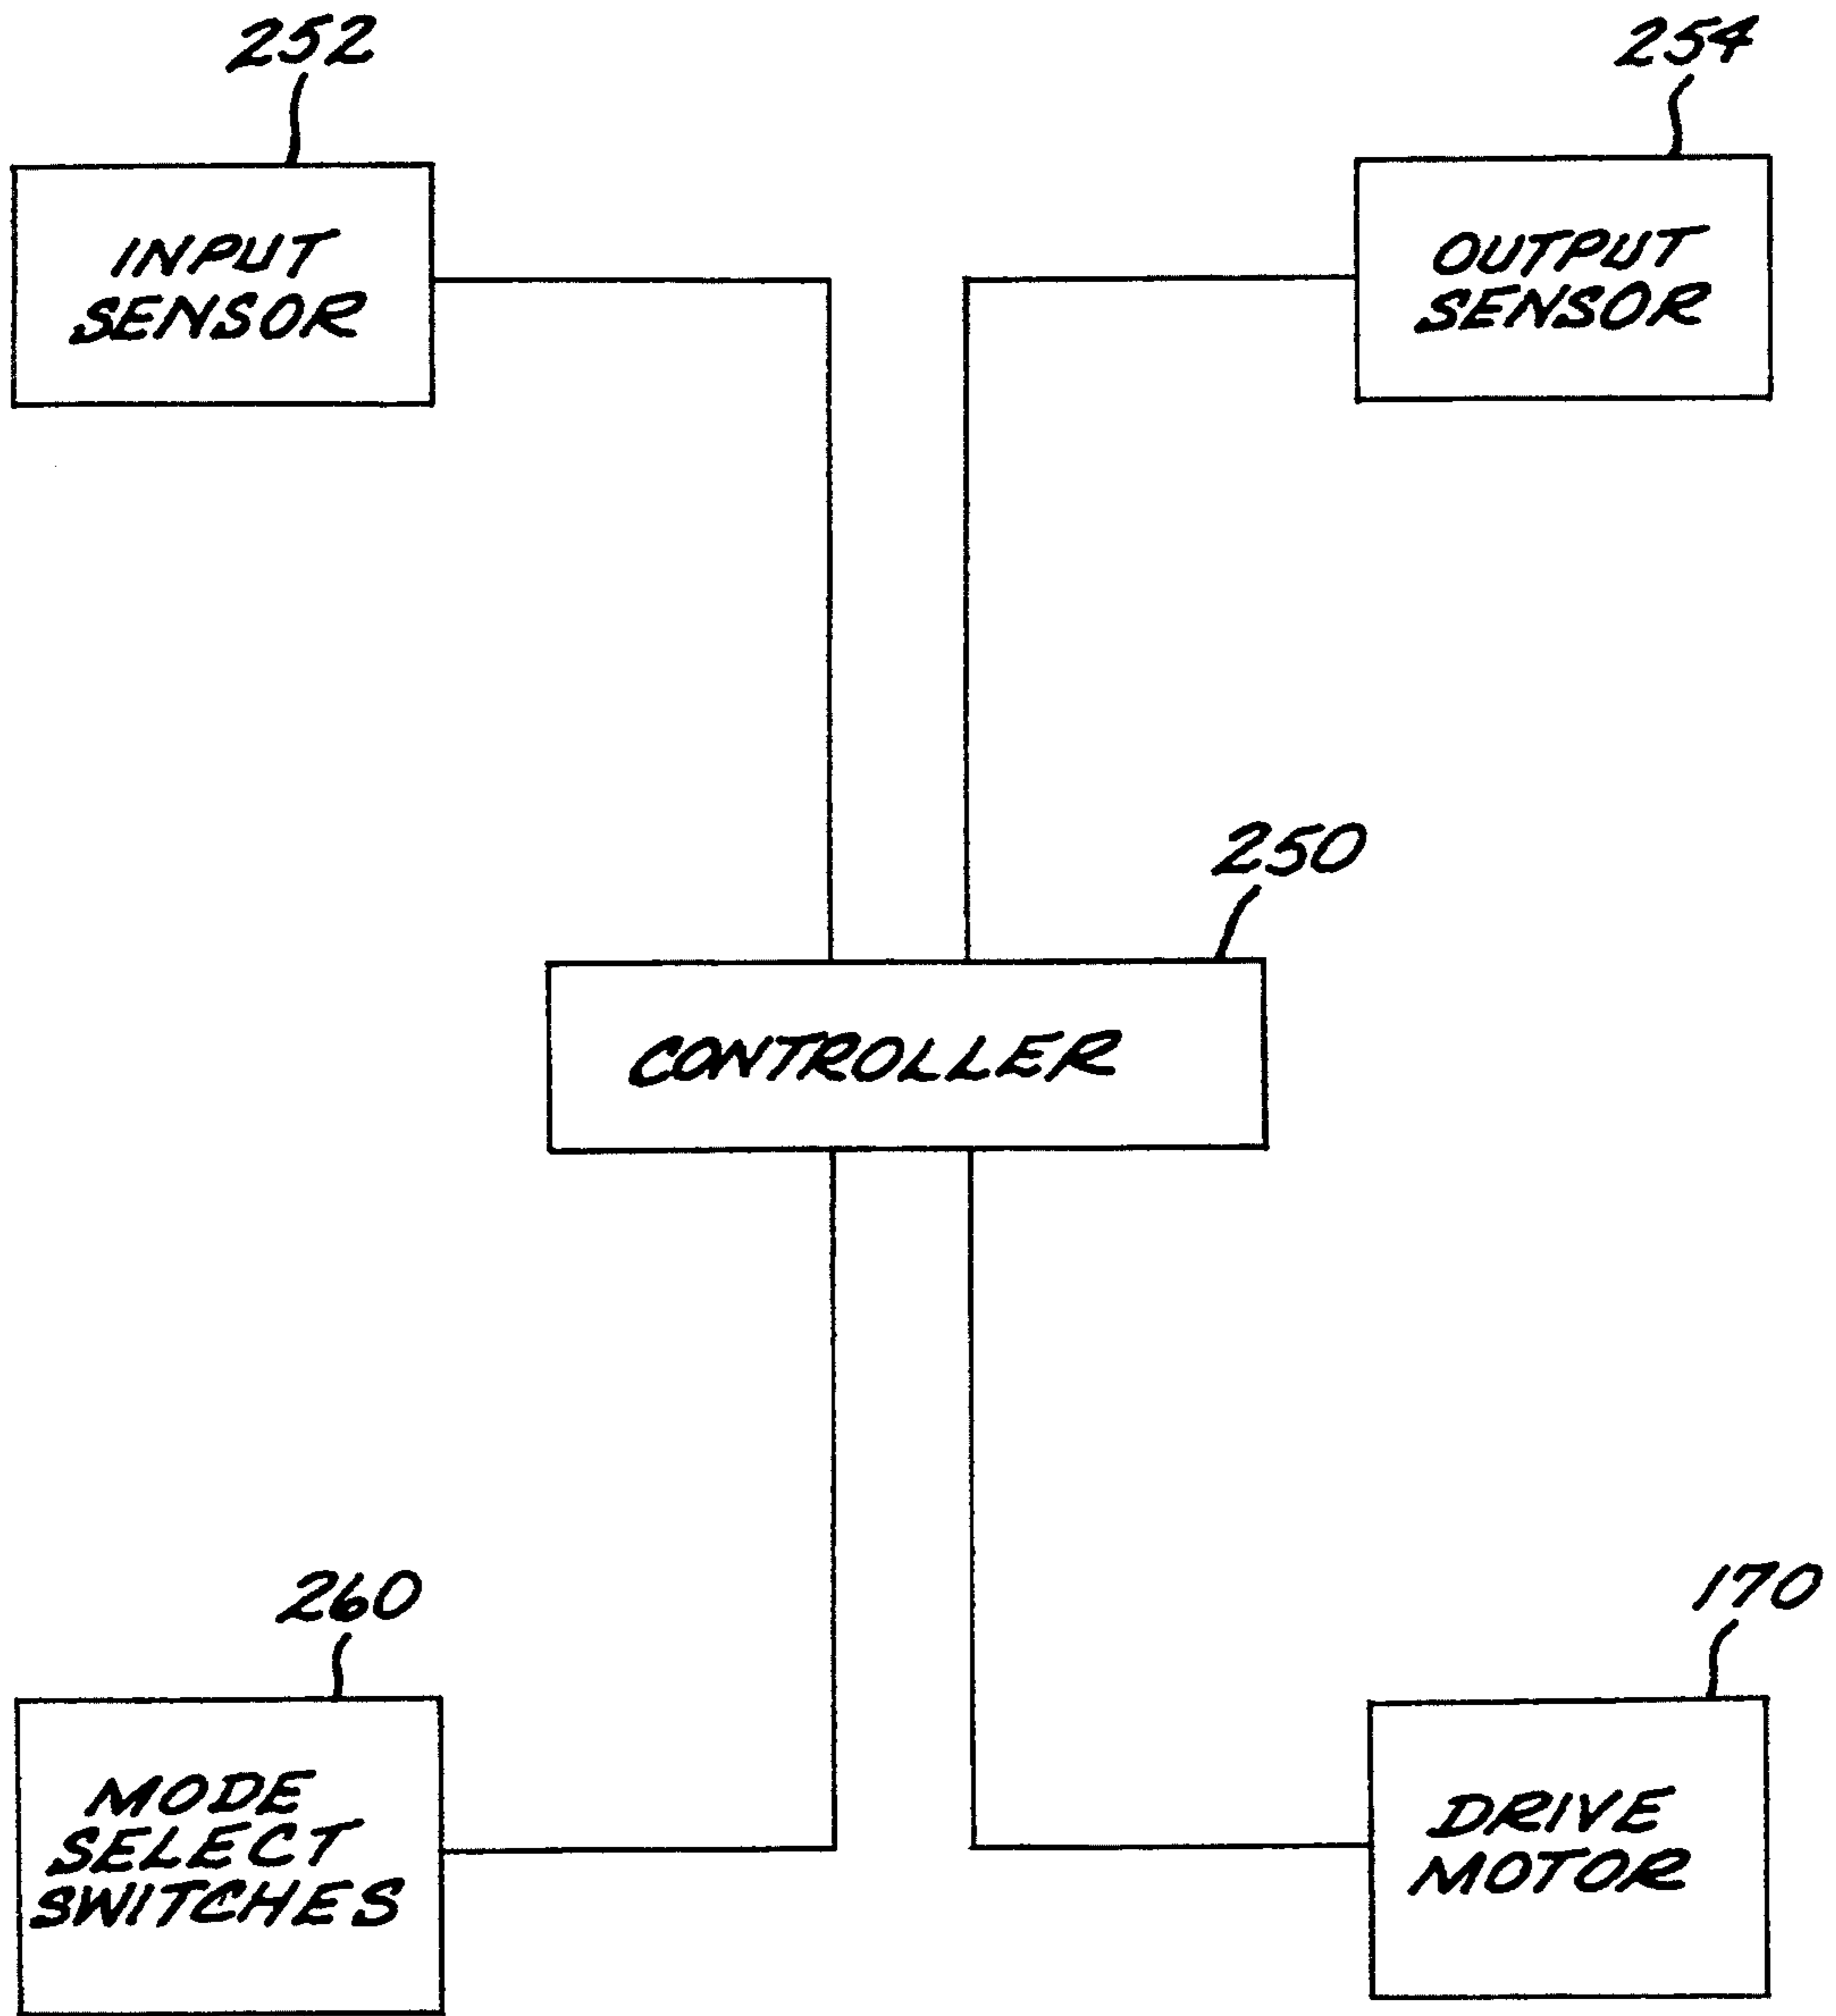 252
254
INPUT
SENSOR
OUTPUT
SENSOR
250
CONTROLLER
260
170
MODE
SELECT
SWITCHES
DRIVE
MOTOR